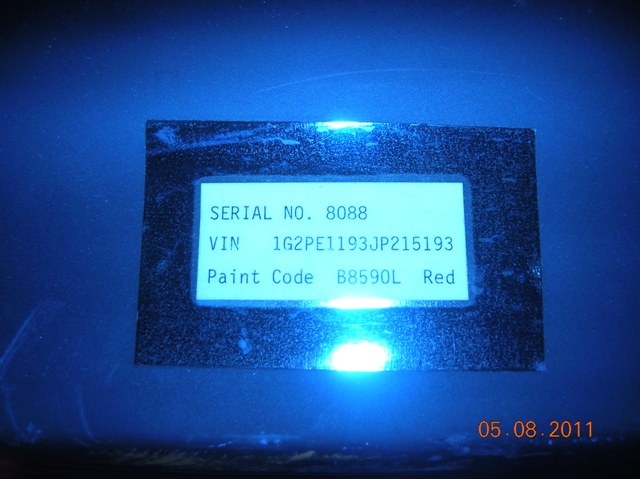 SERIAL NO. 8088
VIN 1G2PE1193JP215193
Paint Code B8590L Red
05.08.2011